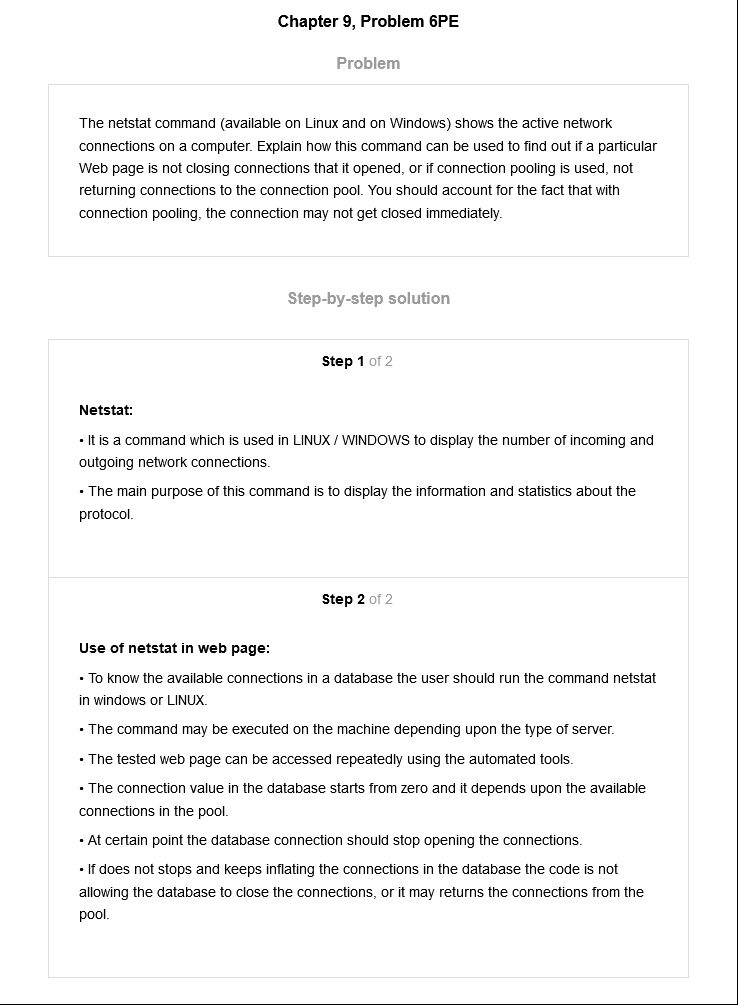 Chapter 9, Problem 6PE
Problem
The netstat command (available on Linux and on Windows) shows the active network
connections on a computer. Explain how this command can be used to find out if a particular
Web page is not closing connections that it opened, or if connection pooling is used, not
returning connections to the connection pool. You should account for the fact that with
connection pooling, the connection may not get closed immediately.
Step-by-step solution
Step 1 of 2
Netstat:
• It is a command which is used in LINUX / WINDOWS to display the number of incoming and
outgoing network connections.
• The main purpose of this command is to display the information and statistics about the
protocol.
Step 2 of 2
Use of netstat in web page:
• To know the available connections in a database the user should run the command netstat
in windows or LINUX.
• The command may be executed on the machine depending upon the type of server.
• The tested web page can be accessed repeatedly using the automated tools.
• The connection value in the database starts from zero and it depends upon the available
connections in the pool.
• At certain point the database connection should stop opening the connections.
• If does not stops and keeps inflating the connections in the database the code is not
allowing the database to close the connections, or it may returns the connections from the
pool.